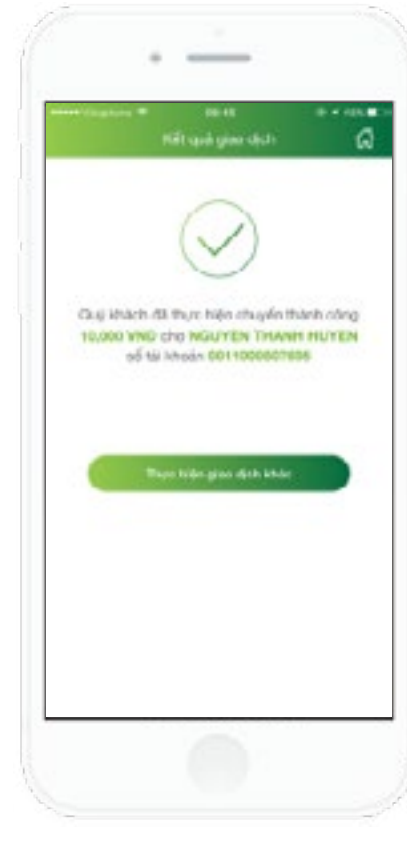 Kết quả giao dịch
Quý khách đã thực hiện chuyển thành công
10,000 VND cho NGUYEN THANH HUYEN
số tài khoản
Thực hiện giao dịch khác